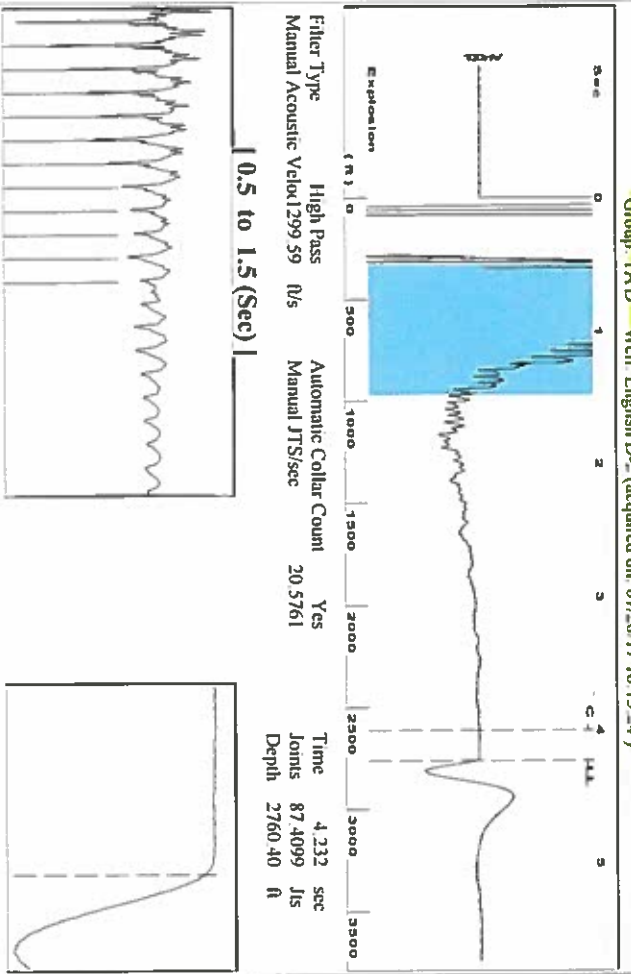 Sec 0 1 2 3 4 5
LL
Explosion
(ft) 0 500 1000 1500 2000 2500 3000 3500
Filter Type High Pass Automatic Collar Count Yes Time 4.232 sec
Manual Acoustic Veloc 1299.59 ft/s Manual JTS/sec 20.5761 Joints 87.4099 Jts
Depth 2760.40 ft
[ 0.5 to 1.5 (Sec) ]